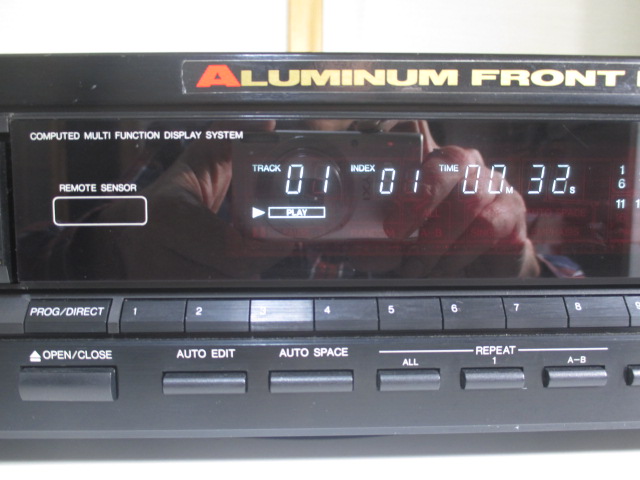 ALUMINUM FRONT
COMPUTED MULTI FUNCTION DISPLAY SYSTEM
TRACK 01 INDEX 01 TIME 00M 32S
1
REMOTE SENSOR
6
PLAY
11 1
PROG/DIRECT 1 2 3 4 5 6 7 8 9
OPEN/CLOSE AUTO EDIT AUTO SPACE REPEAT
ALL 1 A-B